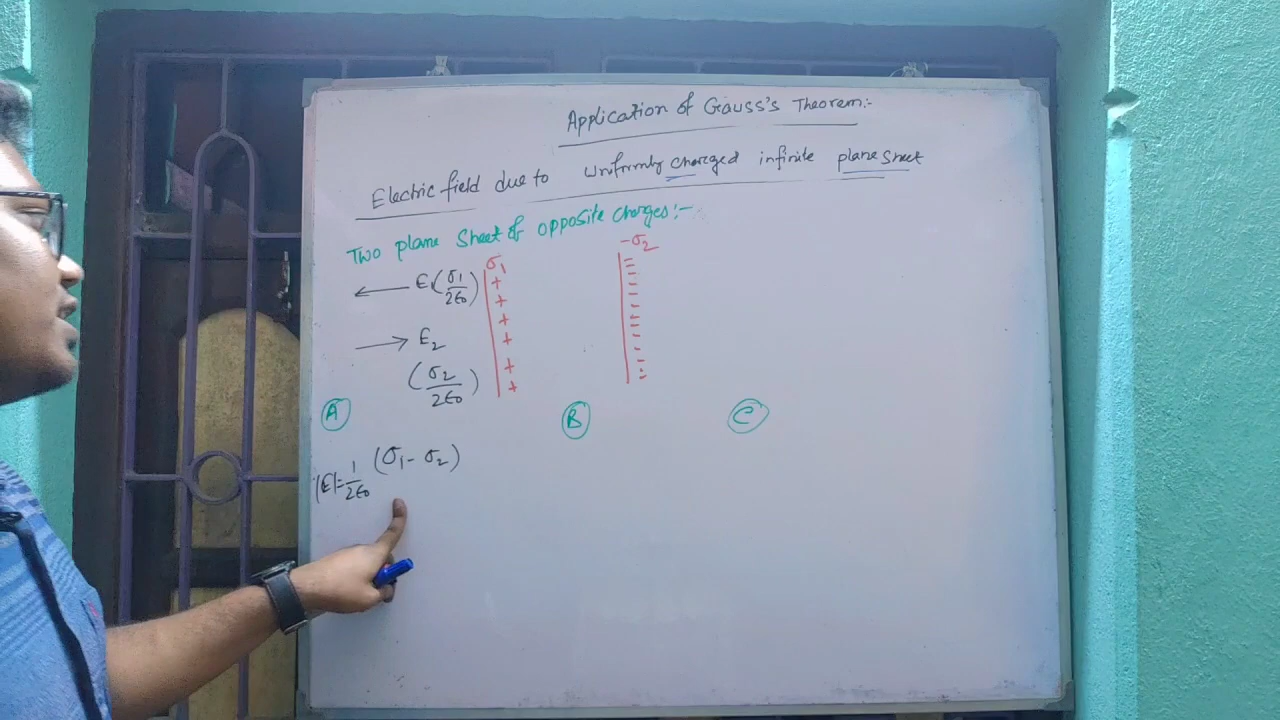 Application of Gauss's Theorem:-
Electric field due to Uniformly charged infinite plane sheet
Two plane Sheet of opposite charges:-
σ₁ -σ₂
← E₁(σ₁/2ε₀)
→ E₂
(σ₂/2ε₀)
+ + + + + +
- - - - - - - - - - -
A B C
|E|=1/2ε₀ (σ₁- σ₂)